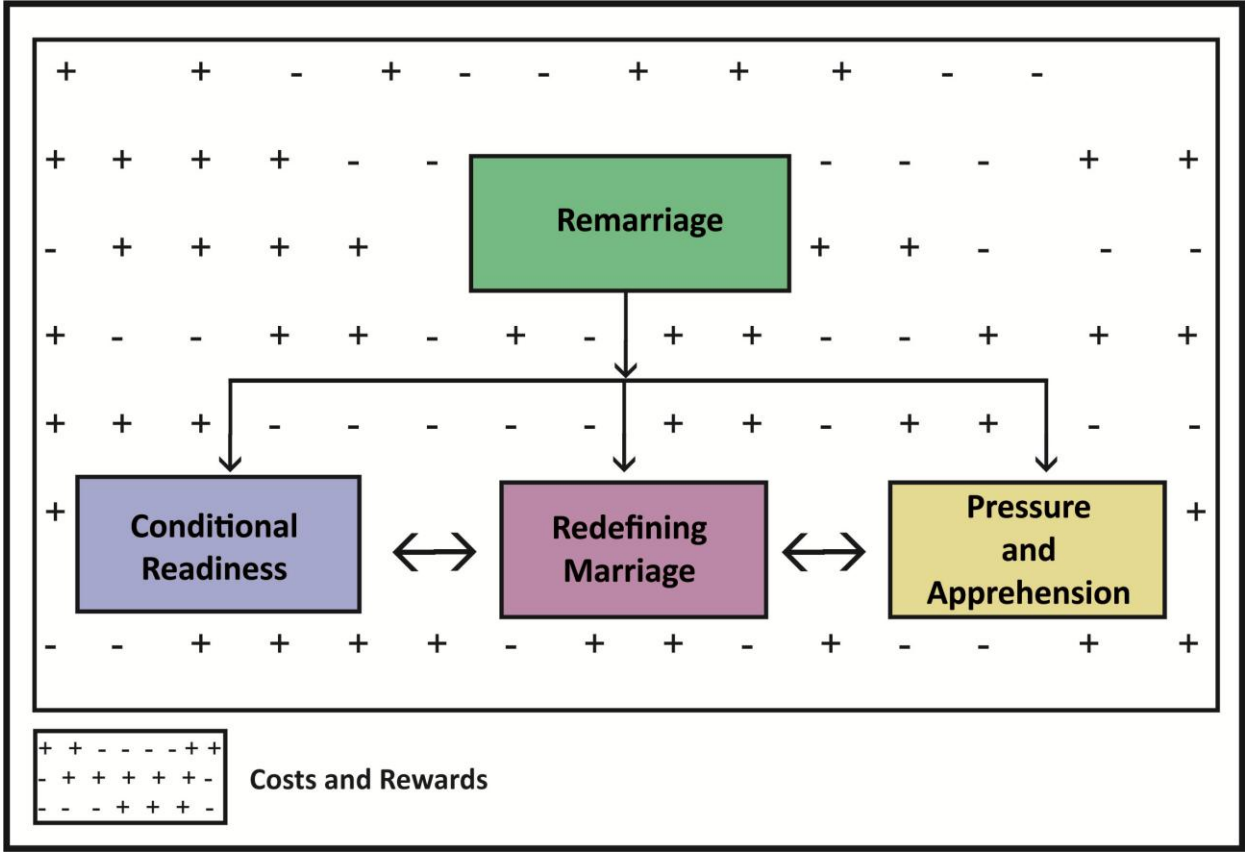 + + - + - - + + + - -
+ + + + - - - - - + +
Remarriage
- + + + + + + - - -
+ - - + + - + - + + - - + + +
+ + + - - - - - + + - + + - -
+ +
Conditional
Readiness
Redefining
Marriage
Pressure
and
Apprehension
- - + + + + - + + - + - - + +
+ + - - - - + +
- + + + + + -
- - - + + + -
Costs and Rewards